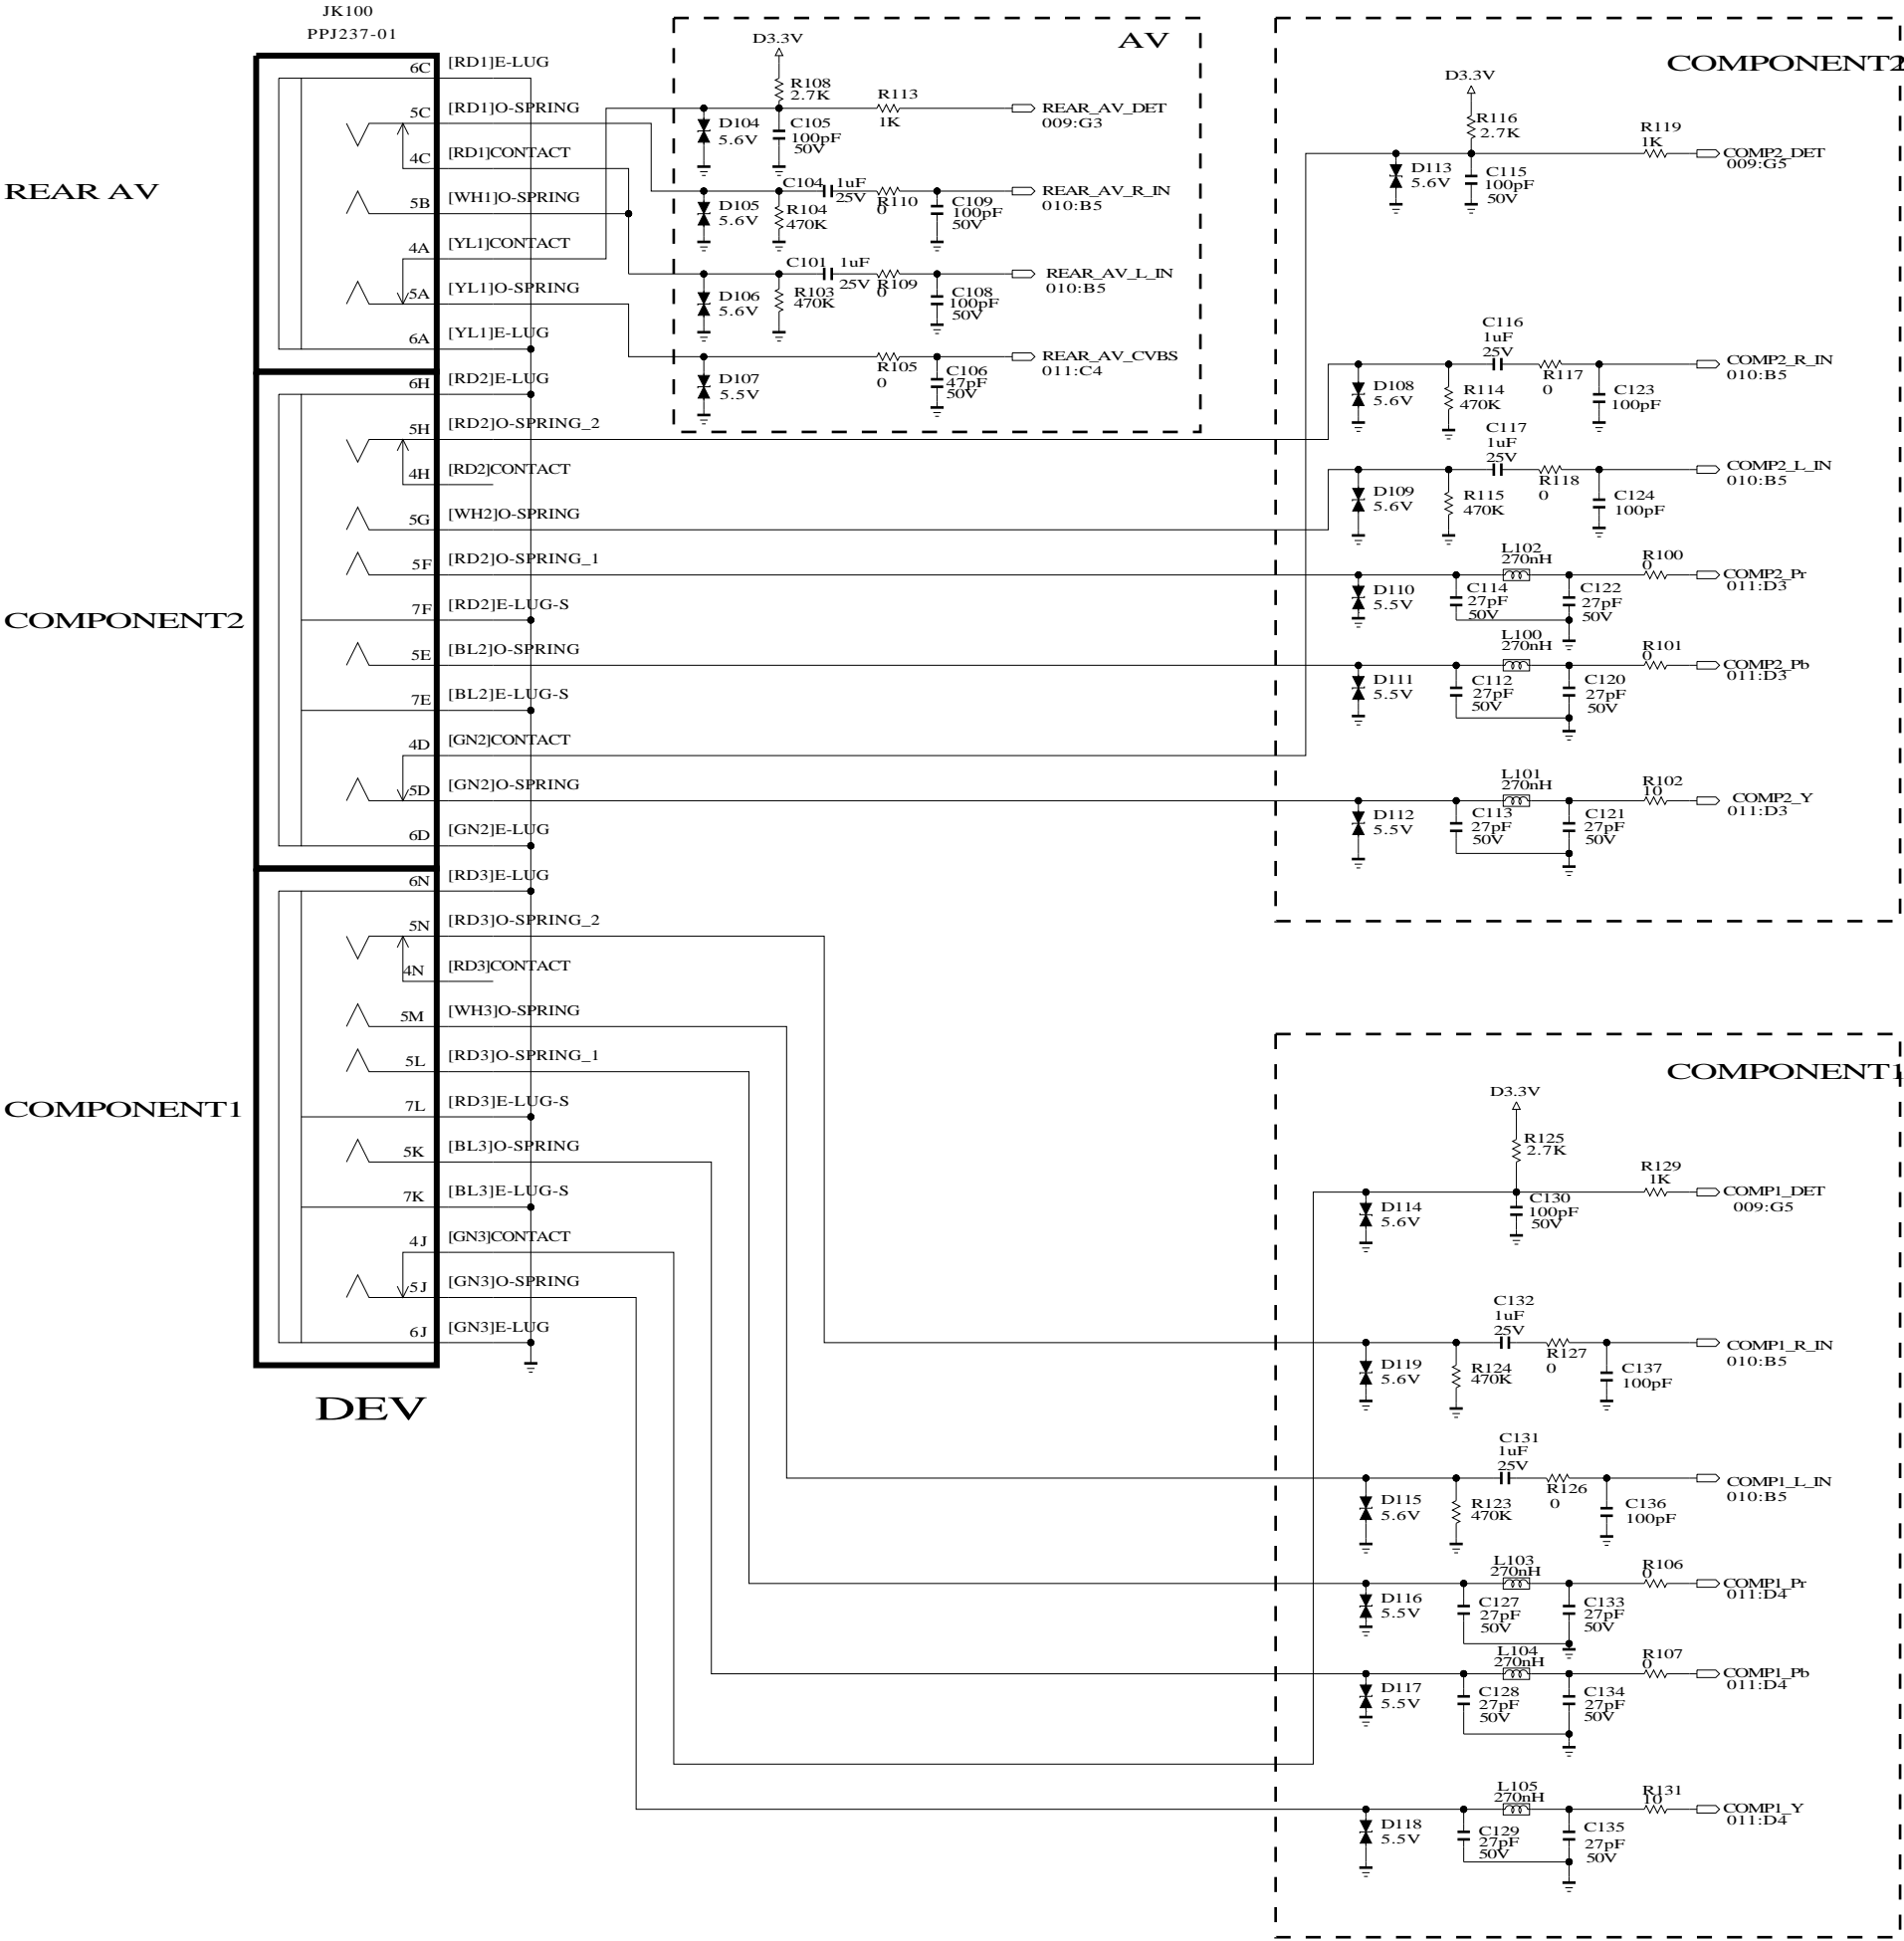 JK100
PPJ237-01
REAR AV
6C [RD1]E-LUG
5C [RD1]O-SPRING
4C [RD1]CONTACT
5B [WH1]O-SPRING
4A [YL1]CONTACT
5A [YL1]O-SPRING
6A [YL1]E-LUG
COMPONENT2
6H [RD2]E-LUG
5H [RD2]O-SPRING_2
4H [RD2]CONTACT
5G [WH2]O-SPRING
5F [RD2]O-SPRING_1
7F [RD2]E-LUG-S
5E [BL2]O-SPRING
7E [BL2]E-LUG-S
4D [GN2]CONTACT
5D [GN2]O-SPRING
6D [GN2]E-LUG
COMPONENT1
6N [RD3]E-LUG
5N [RD3]O-SPRING_2
4N [RD3]CONTACT
5M [WH3]O-SPRING
5L [RD3]O-SPRING_1
7L [RD3]E-LUG-S
5K [BL3]O-SPRING
7K [BL3]E-LUG-S
4J [GN3]CONTACT
5J [GN3]O-SPRING
6J [GN3]E-LUG
DEV
AV
D3.3V
R108
2.7K
R113
1K
REAR_AV_DET
009:G3
D104
5.6V
C105
100pF
50V
C104 1uF
25V
R110
0
REAR_AV_R_IN
010:B5
D105
5.6V
R104
470K
C109
100pF
50V
C101 1uF
25V
R109
0
REAR_AV_L_IN
010:B5
D106
5.6V
R103
470K
C108
100pF
50V
REAR_AV_CVBS
011:C4
R105
0
D107
5.5V
C106
47pF
50V
COMPONENT2
D3.3V
R116
2.7K
R119
1K
COMP2_DET
009:G5
D113
5.6V
C115
100pF
50V
C116
1uF
25V
COMP2_R_IN
010:B5
R117
0
D108
5.6V
R114
470K
C123
100pF
C117
1uF
25V
COMP2_L_IN
010:B5
R118
0
D109
5.6V
R115
470K
C124
100pF
L102
270nH
R100
0
COMP2_Pr
011:D3
D110
5.5V
C114
27pF
50V
C122
27pF
50V
L100
270nH
R101
0
COMP2_Pb
011:D3
D111
5.5V
C112
27pF
50V
C120
27pF
50V
L101
270nH
R102
10
COMP2_Y
011:D3
D112
5.5V
C113
27pF
50V
C121
27pF
50V
COMPONENT1
D3.3V
R125
2.7K
R129
1K
COMP1_DET
009:G5
D114
5.6V
C130
100pF
50V
C132
1uF
25V
COMP1_R_IN
010:B5
R127
0
D119
5.6V
R124
470K
C137
100pF
C131
1uF
25V
COMP1_L_IN
010:B5
R126
0
D115
5.6V
R123
470K
C136
100pF
L103
270nH
R106
0
COMP1_Pr
011:D4
D116
5.5V
C127
27pF
50V
C133
27pF
50V
L104
270nH
R107
0
COMP1_Pb
011:D4
D117
5.5V
C128
27pF
50V
C134
27pF
50V
L105
270nH
R131
10
COMP1_Y
011:D4
D118
5.5V
C129
27pF
50V
C135
27pF
50V